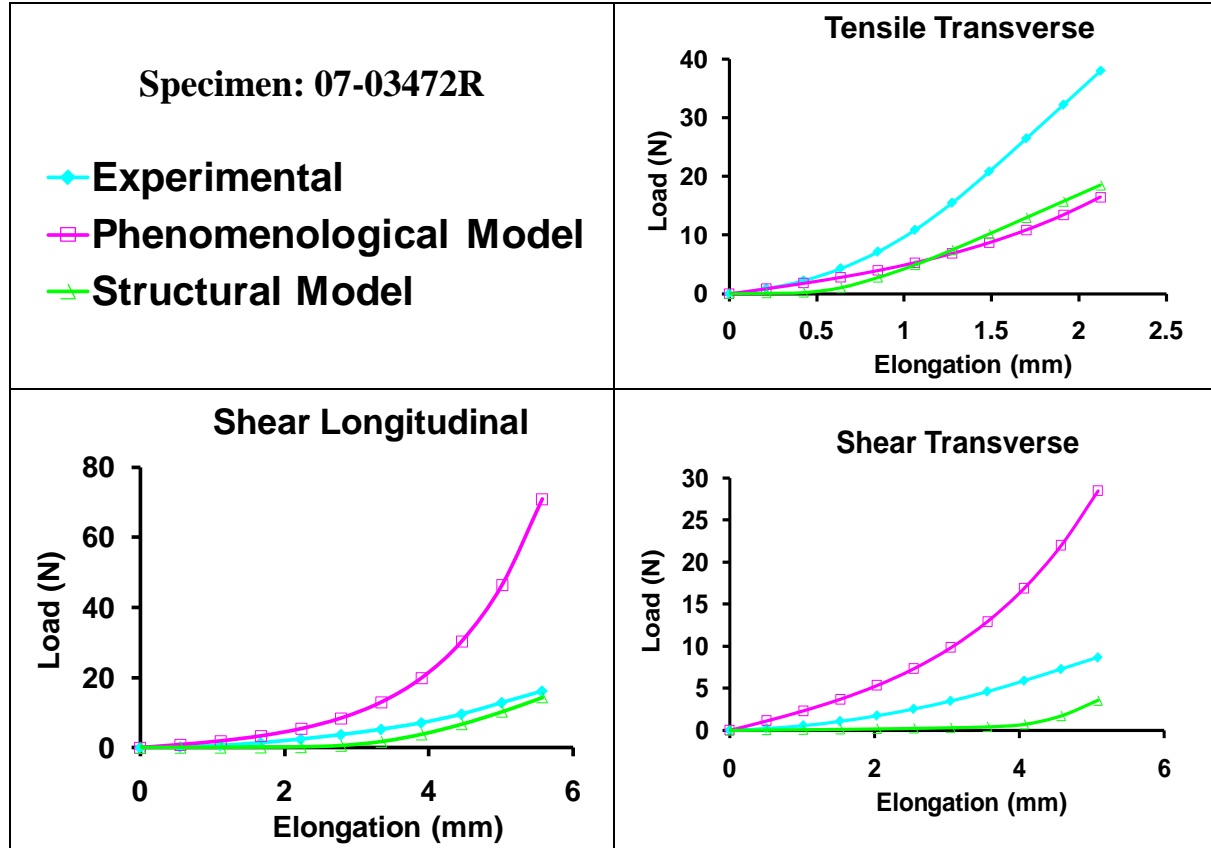 Specimen: 07-03472R
Experimental
Phenomenological Model
Structural Model
Tensile Transverse
40
30
20
10
0
Load (N)
0 0.5 1 1.5 2 2.5
Elongation (mm)
Shear Longitudinal
80
60
40
20
0
Load (N)
0 2 4 6
Elongation (mm)
Shear Transverse
30
25
20
15
10
5
0
Load (N)
0 2 4 6
Elongation (mm)